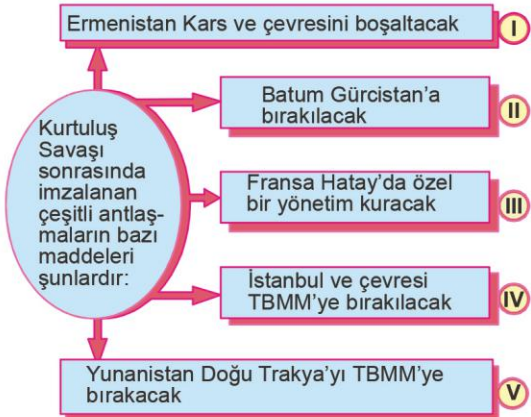 Ermenistan Kars ve çevresini boşaltacak
I
Batum Gürcistan'a
bırakılacak
II
Kurtuluş
Savaşı
sonrasında
imzalanan
çeşitli antlaş-
maların bazı
maddeleri
şunlardır:
Fransa Hatay'da özel
bir yönetim kuracak
III
İstanbul ve çevresi
TBMM'ye bırakılacak
IV
Yunanistan Doğu Trakya'yı TBMM'ye
bırakacak
V